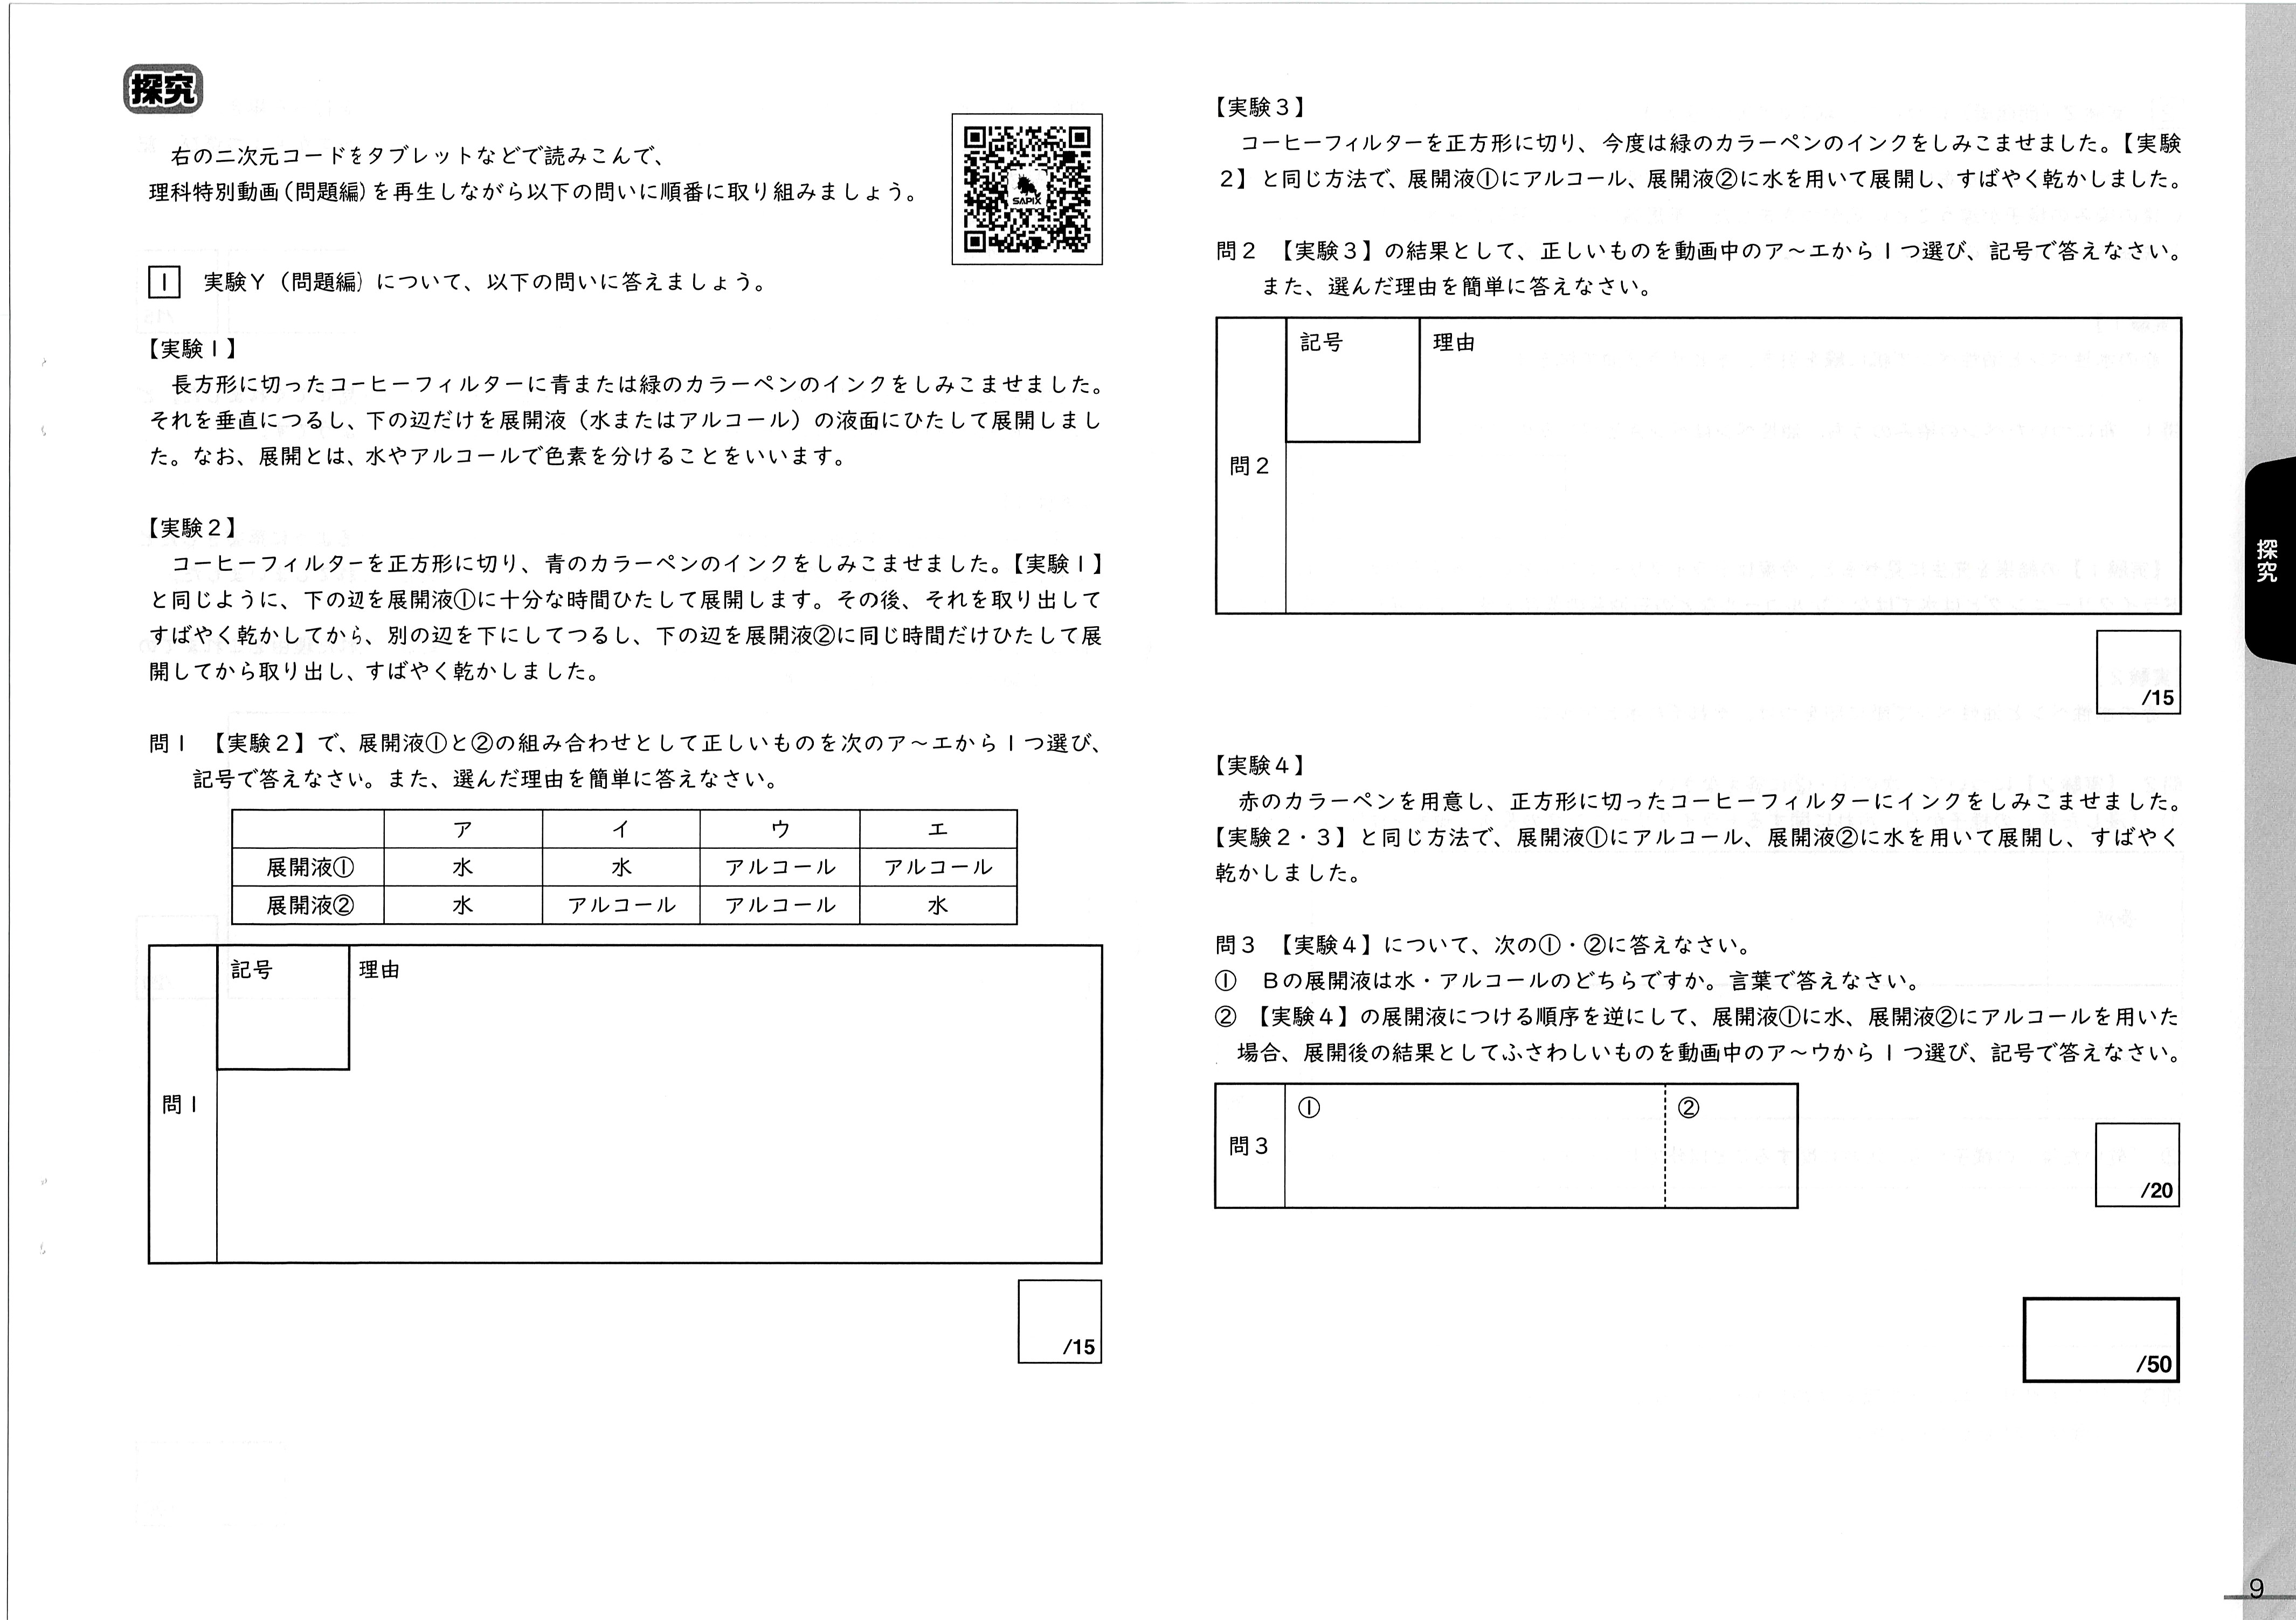 探究
右の二次元コードをタブレットなどで読みこんで、
理科特別動画(問題編)を再生しながら以下の問いに順番に取り組みましょう。
SAPIX
1 実験Y（問題編）について、以下の問いに答えましょう。
【実験1】
長方形に切ったコーヒーフィルターに青または緑のカラーペンのインクをしみこませました。
それを垂直につるし、下の辺だけを展開液（水またはアルコール）の液面にひたして展開しまし
た。なお、展開とは、水やアルコールで色素を分けることをいいます。
【実験2】
コーヒーフィルターを正方形に切り、青のカラーペンのインクをしみこませました。【実験1】
と同じように、下の辺を展開液①に十分な時間ひたして展開します。その後、それを取り出して
すばやく乾かしてから、別の辺を下にしてつるし、下の辺を展開液②に同じ時間だけひたして展
開してから取り出し、すばやく乾かしました。
問1 【実験2】で、展開液①と②の組み合わせとして正しいものを次のア～エから1つ選び、
記号で答えなさい。また、選んだ理由を簡単に答えなさい。
ア イ ウ エ
展開液① 水 水 アルコール アルコール
展開液② 水 アルコール アルコール 水
記号 理由
問1
/15
【実験3】
コーヒーフィルターを正方形に切り、今度は緑のカラーペンのインクをしみこませました。【実験
2】と同じ方法で、展開液①にアルコール、展開液②に水を用いて展開し、すばやく乾かしました。
問2 【実験3】の結果として、正しいものを動画中のア～エから1つ選び、記号で答えなさい。
また、選んだ理由を簡単に答えなさい。
記号 理由
問2
/15
【実験4】
赤のカラーペンを用意し、正方形に切ったコーヒーフィルターにインクをしみこませました。
【実験2・3】と同じ方法で、展開液①にアルコール、展開液②に水を用いて展開し、すばやく
乾かしました。
問3 【実験4】について、次の①・②に答えなさい。
① Bの展開液は水・アルコールのどちらですか。言葉で答えなさい。
② 【実験4】の展開液につける順序を逆にして、展開液①に水、展開液②にアルコールを用いた
場合、展開後の結果としてふさわしいものを動画中のア～ウから1つ選び、記号で答えなさい。
① ②
問3
/20
/50
探究
9